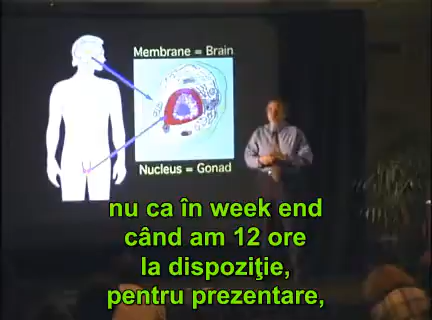 Membrane = Brain
Nucleus = Gonad
nu ca în week end
când am 12 ore
la dispoziţie,
pentru prezentare,